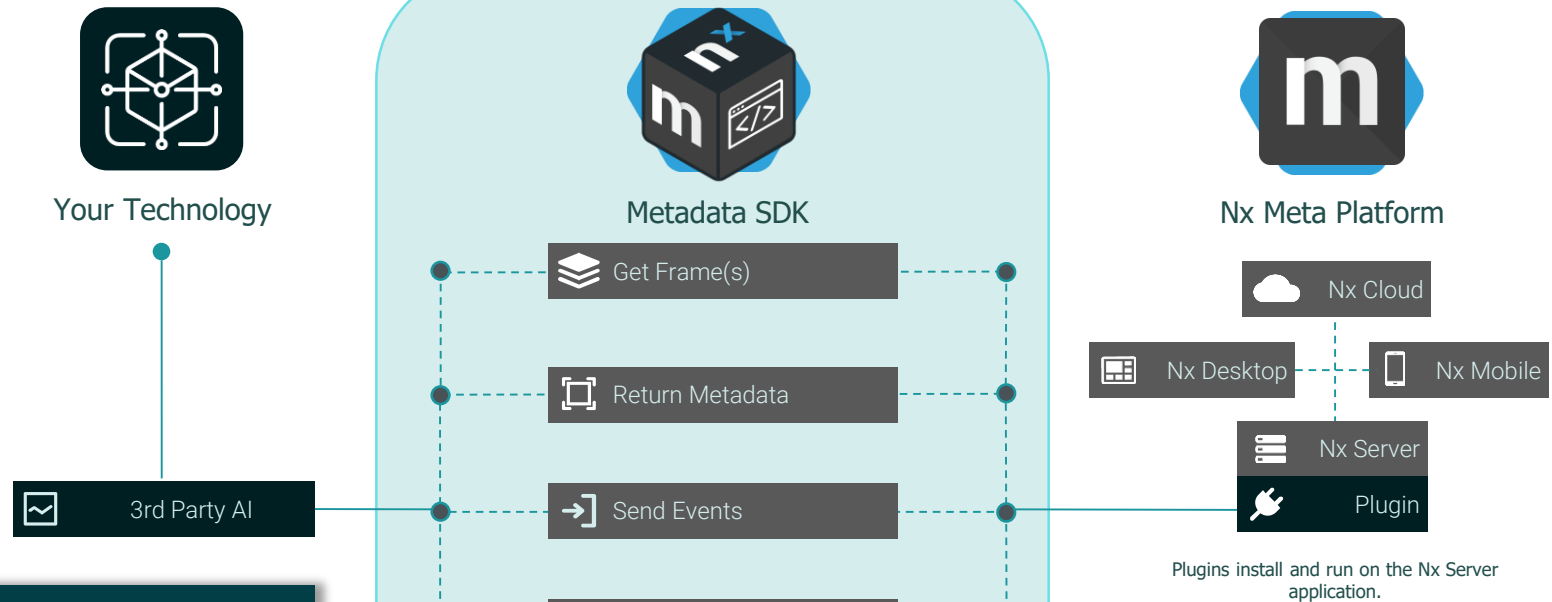 nx
m
</>
m
Your Technology
Metadata SDK
Nx Meta Platform
Get Frame(s)
Nx Cloud
Return Metadata
Nx Desktop
Nx Mobile
Nx Server
3rd Party AI
Send Events
Plugin
Plugins install and run on the Nx Server
application.